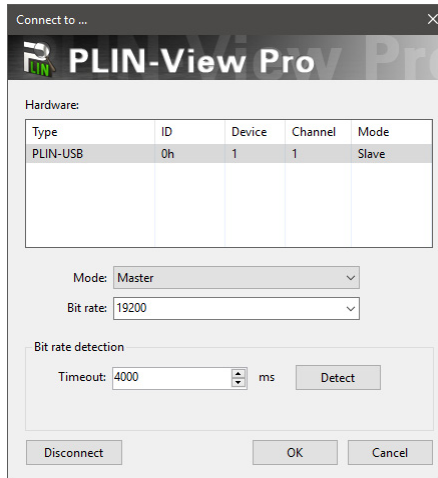 Connect to ...
PLIN-View Pro
Hardware:
Type ID Device Channel Mode
PLIN-USB 0h 1 1 Slave
Mode: Master
Bit rate: 19200
Bit rate detection
Timeout: 4000 ms Detect
Disconnect OK Cancel